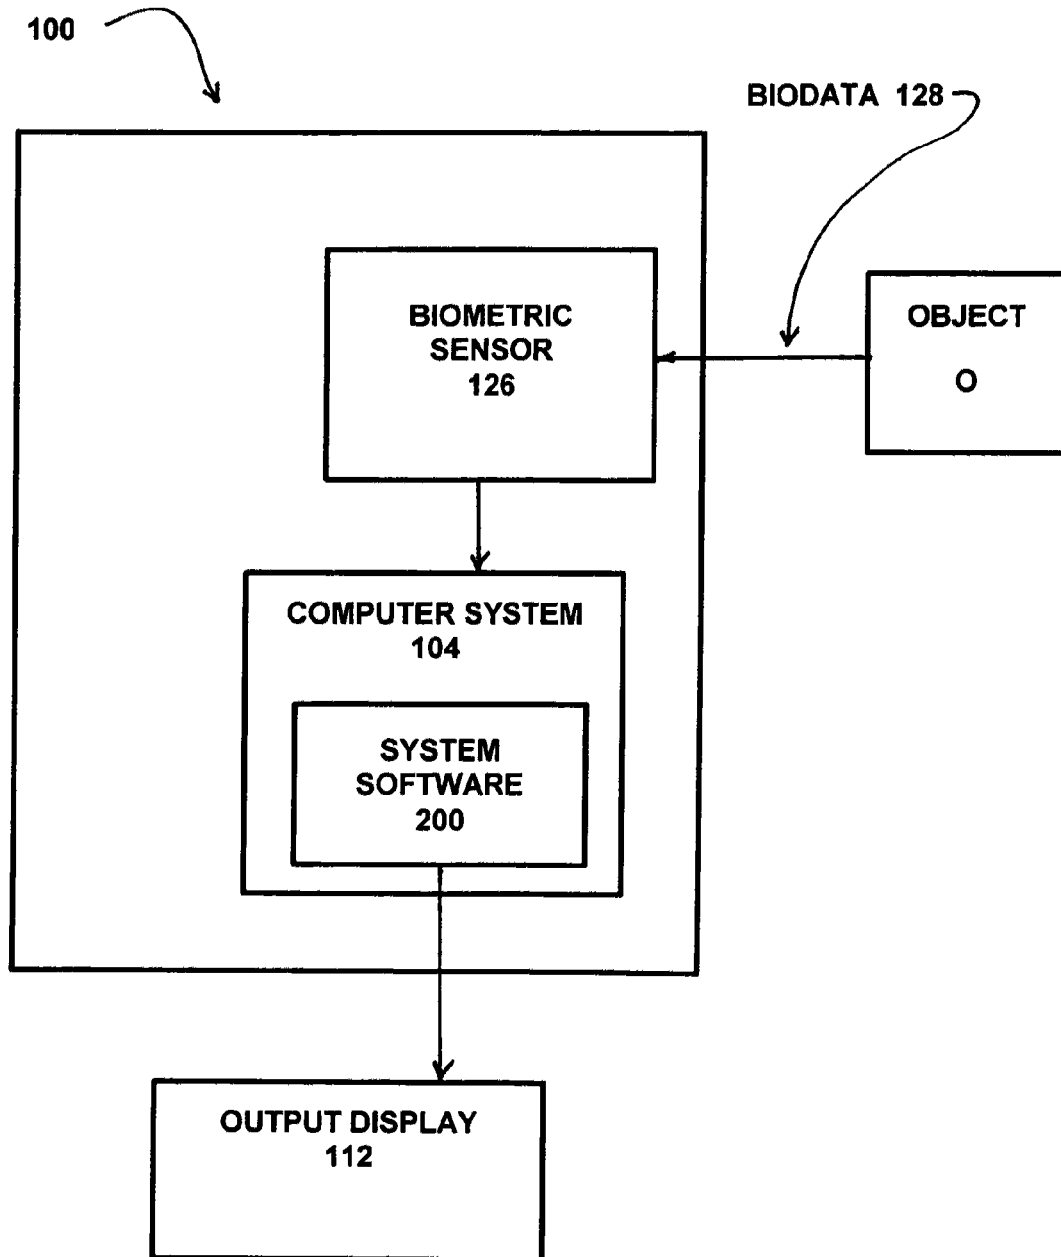 100
BIODATA 128
BIOMETRIC
SENSOR
126
OBJECT
O
COMPUTER SYSTEM
104
SYSTEM
SOFTWARE
200
OUTPUT DISPLAY
112